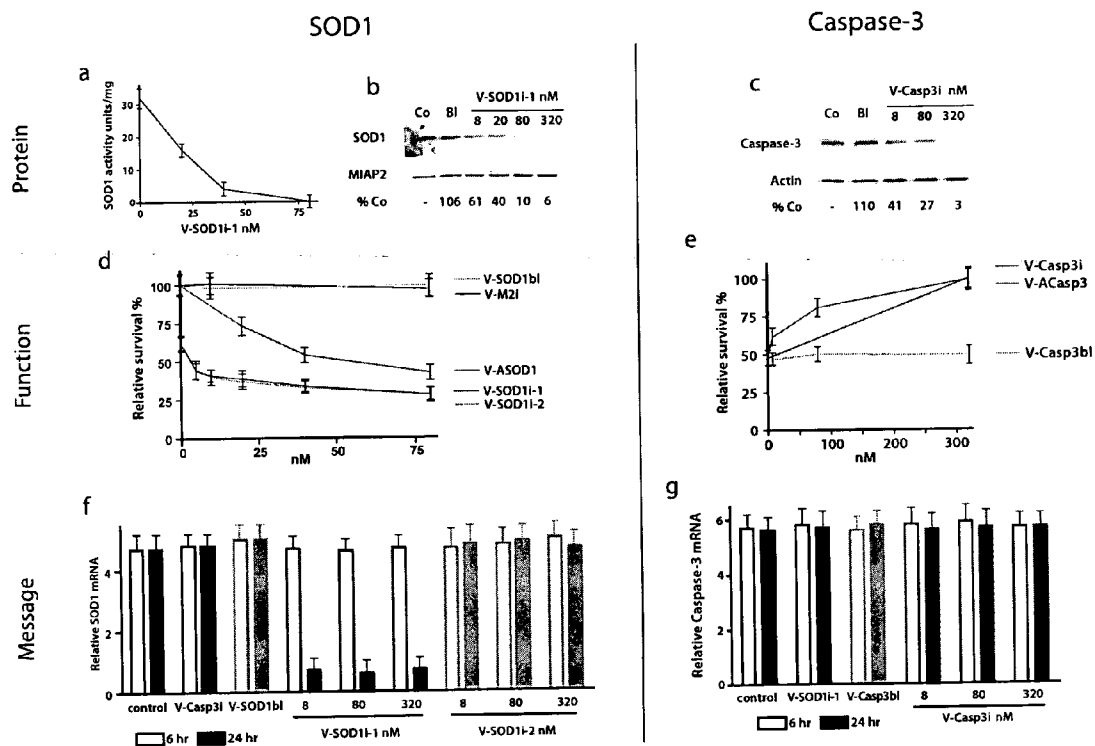 SOD1
Caspase-3
Protein
Function
Message
a
SOD1 activity units/mg
30
20
10
0
0 25 50 75
V-SOD1i-1 nM
b
V-SOD1i-1 nM
Co BI 8 20 80 320
SOD1
MIAP2
% Co - 106 61 40 10 6
c
V-Casp3i nM
Co BI 8 80 320
Caspase-3
Actin
% Co - 110 41 27 3
d
Relative survival %
100
75
50
25
0
0 25 50 75
nM
V-SOD1bl
V-M2I
V-ASOD1
V-SOD1i-1
V-SOD1i-2
e
Relative survival %
100
75
50
25
0
0 100 200 300
nM
V-Casp3i
V-ACasp3
V-Casp3bl
f
Relative SOD1 mRNA
4
2
0
control V-Casp3i V-SOD1bl 8 80 320 8 80 320
6 hr 24 hr
V-SOD1i-1 nM
V-SOD1i-2 nM
g
Relative Caspase-3 mRNA
6
4
2
0
control V-SOD1i-1 V-Casp3bl 8 80 320
6 hr 24 hr
V-Casp3i nM